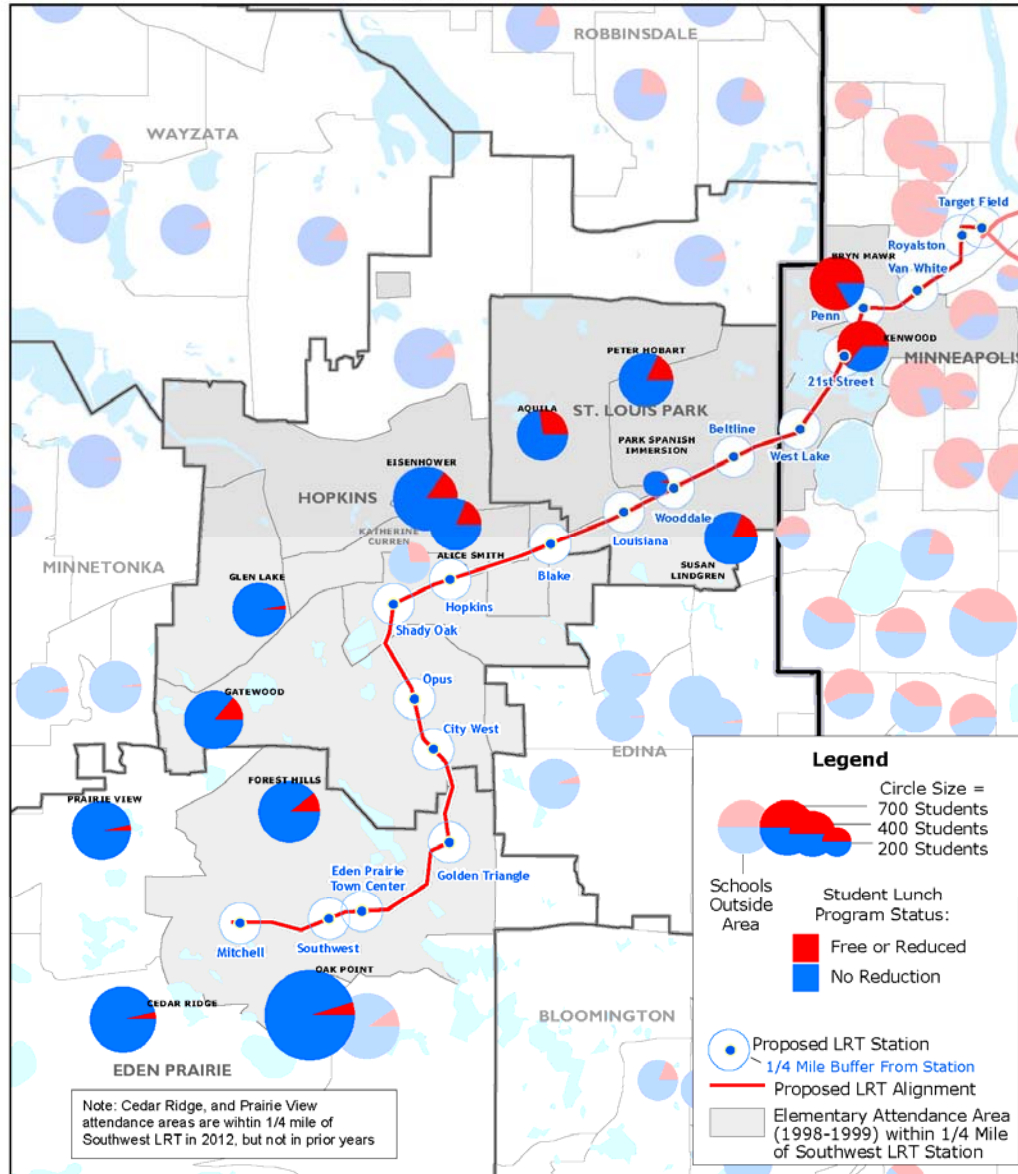 ROBBINSDALE
WAYZATA
Target Field
Royalston
BRYN MAWR
Van White
Penn
KENWOOD
MINNEAPOLIS
21st Street
PETER HOBART
AQUILA
ST. LOUIS PARK
Beltline
West Lake
PARK SPANISH
IMMERSION
EISENHOWER
HOPKINS
Wooddale
KATHERINE
CURREN
Louisiana
ALICE SMITH
Blake
SUSAN
LINDGREN
MINNETONKA
GLEN LAKE
Hopkins
Shady Oak
Opus
GATEWOOD
City West
EDINA
FOREST HILLS
PRAIRIE VIEW
Golden Triangle
Eden Prairie
Town Center
Mitchell
Southwest
OAK POINT
CEDAR RIDGE
BLOOMINGTON
EDEN PRAIRIE
Note: Cedar Ridge, and Prairie View
attendance areas are wihtin 1/4 mile of
Southwest LRT in 2012, but not in prior years
Legend
Circle Size =
700 Students
400 Students
200 Students
Schools
Outside
Area
Student Lunch
Program Status:
Free or Reduced
No Reduction
Proposed LRT Station
1/4 Mile Buffer From Station
Proposed LRT Alignment
Elementary Attendance Area
(1998-1999) within 1/4 Mile
of Southwest LRT Station